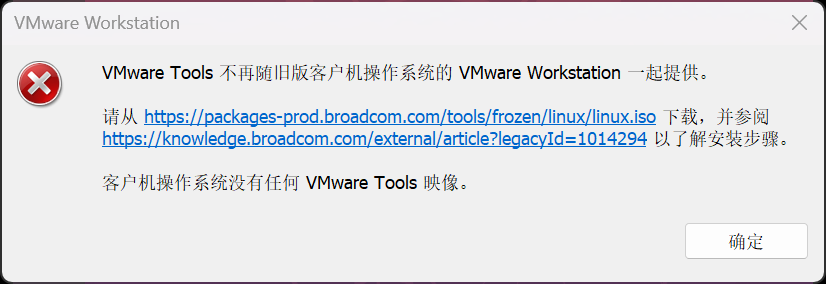 VMware Workstation
VMware Tools 不再随旧版客户机操作系统的 VMware Workstation 一起提供。
请从 https://packages-prod.broadcom.com/tools/frozen/linux/linux.iso 下载，并参阅
https://knowledge.broadcom.com/external/article?legacyId=1014294 以了解安装步骤。
客户机操作系统没有任何 VMware Tools 映像。
确定